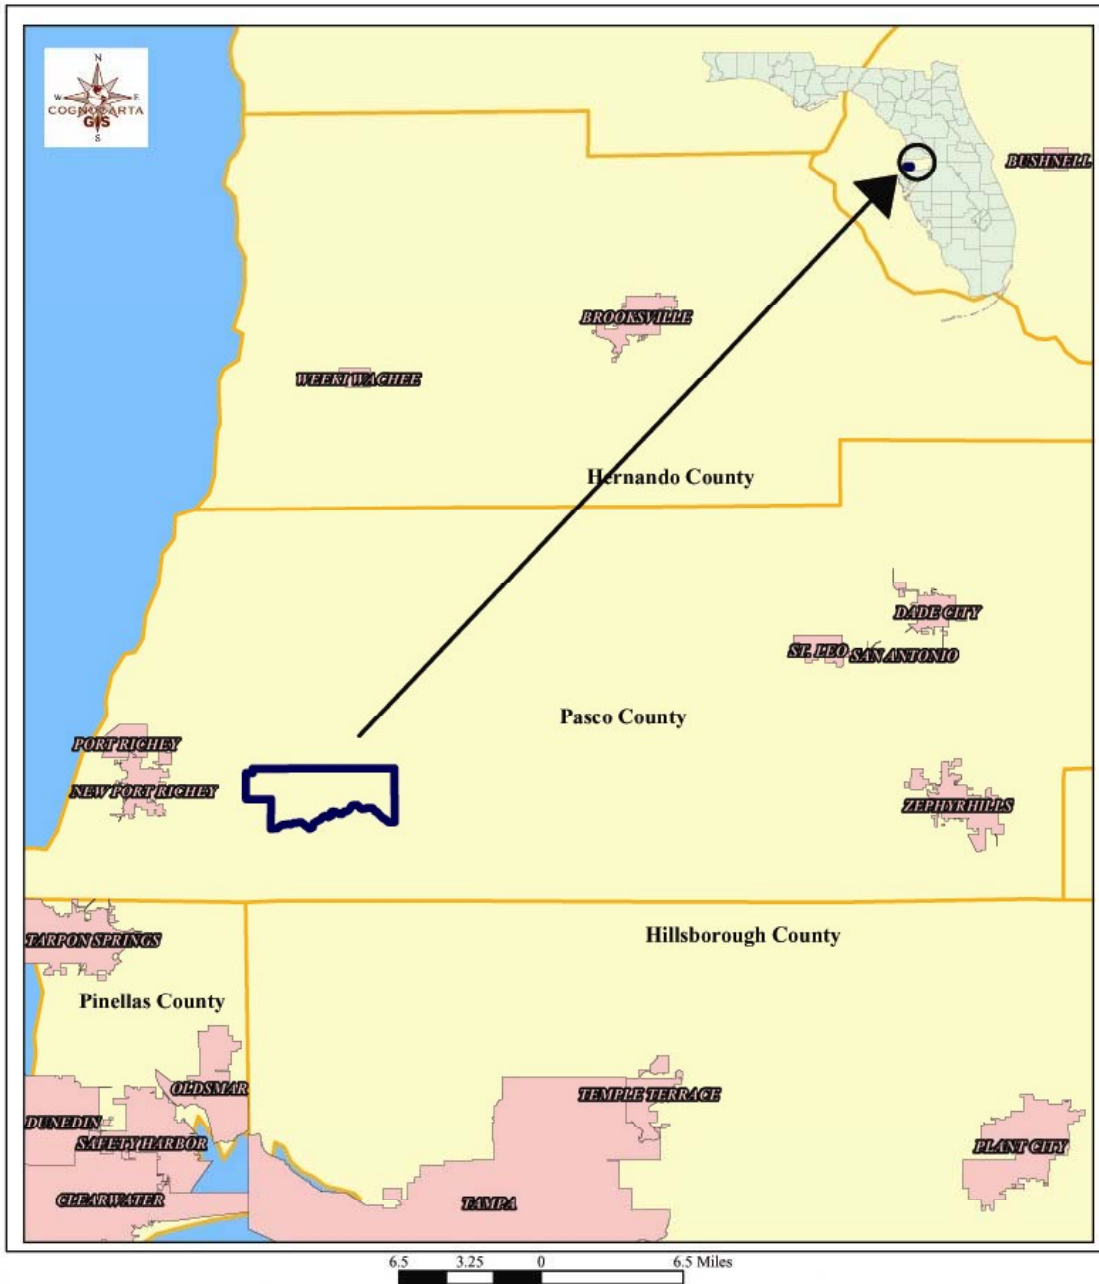 N
W E
COGNOCARTA
GIS
S
BUSHNELL
BROOKSVILLE
WEEKI WACHEE
Hernando County
DADE CITY
ST. LEO SAN ANTONIO
Pasco County
PORT RICHEY
NEW PORT RICHEY
ZEPHYRHILLS
Hillsborough County
TARPON SPRINGS
Pinellas County
OLDSMAR
TEMPLE TERRACE
DUNEDIN
SAFETY HARBOR
PLANT CITY
CLEARWATER
TAMPA
6.5 3.25 0 6.5 Miles